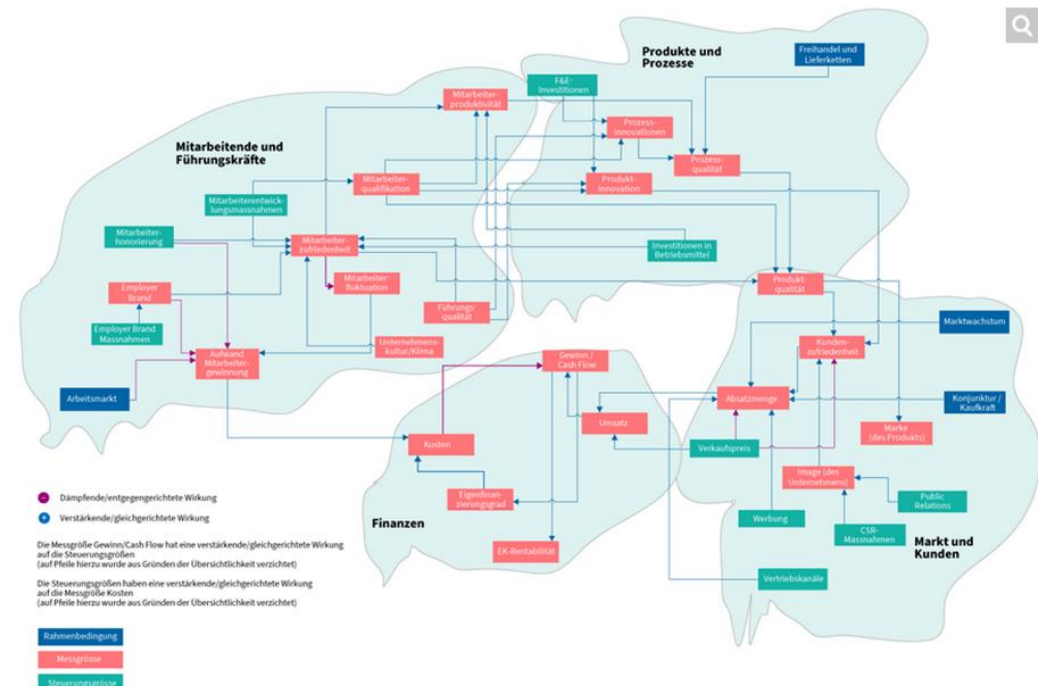 Produkte und
Prozesse
Freihandel und
Lieferketten
F&E-
Investitionen
Mitarbeiter-
produktivität
Prozess-
innovationen
Mitarbeitende und
Führungskräfte
Prozess-
qualität
Mitarbeiter-
qualifikation
Produkt-
innovation
Mitarbeiterentwick-
lungsmassnahmen
Mitarbeiter-
honorierung
Mitarbeiter-
zufriedenheit
Investitionen in
Betriebsmittel
Mitarbeiter-
fluktuation
Produkt-
qualität
Employer
Brand
Führungs-
qualität
Marktwachstum
Employer Brand
Massnahmen
Unternehmens-
kultur/Klima
Kunden-
zufriedenheit
Aufwand
Mitarbeiter-
gewinnung
Gewinn /
Cash Flow
Arbeitsmarkt
Absatzmenge
Konjunktur /
Kaufkraft
Umsatz
Marke
(des Produkts)
Kosten
Verkaufspreis
Image (des
Unternehmens)
Eigenfinan-
zierungsgrad
Public
Relations
Finanzen
Werbung
CSR-
Massnahmen
Markt und
Kunden
EK-Rentabilität
Vertriebskanäle
- Dämpfende/entgegengerichtete Wirkung
+ Verstärkende/gleichgerichtete Wirkung
Die Messgröße Gewinn/Cash Flow hat eine verstärkende/gleichgerichtete Wirkung
auf die Steuerungsgrößen
(auf Pfeile hierzu wurde aus Gründen der Übersichtlichkeit verzichtet)
Die Steuerungsgrößen haben eine verstärkende/gleichgerichtete Wirkung
auf die Messgröße Kosten
(auf Pfeile hierzu wurde aus Gründen der Übersichtlichkeit verzichtet)
Rahmenbedingung
Messgrösse
Steuerungsgrösse